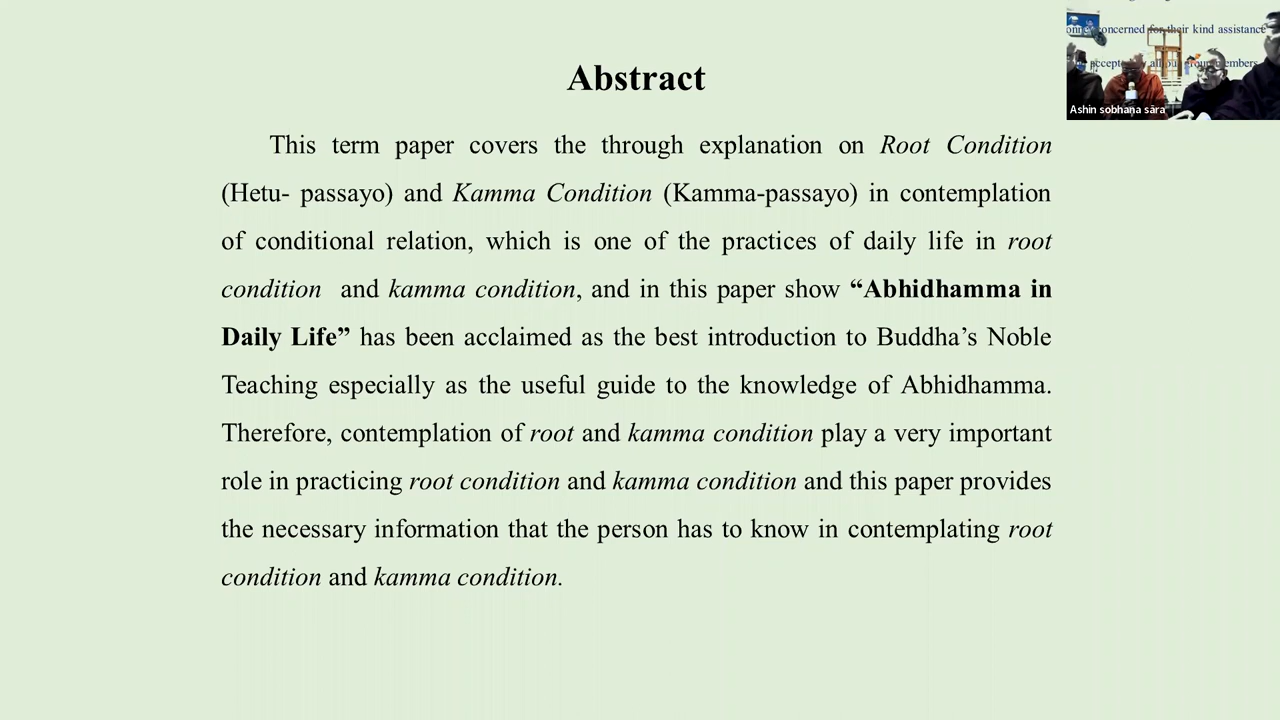 Abstract
This term paper covers the through explanation on Root Condition
(Hetu- passayo) and Kamma Condition (Kamma-passayo) in contemplation
of conditional relation, which is one of the practices of daily life in root
condition and kamma condition, and in this paper show “Abhidhamma in
Daily Life” has been acclaimed as the best introduction to Buddha’s Noble
Teaching especially as the useful guide to the knowledge of Abhidhamma.
Therefore, contemplation of root and kamma condition play a very important
role in practicing root condition and kamma condition and this paper provides
the necessary information that the person has to know in contemplating root
condition and kamma condition.
concerned for their kind assistance
Ashin sobhaṇa sāra